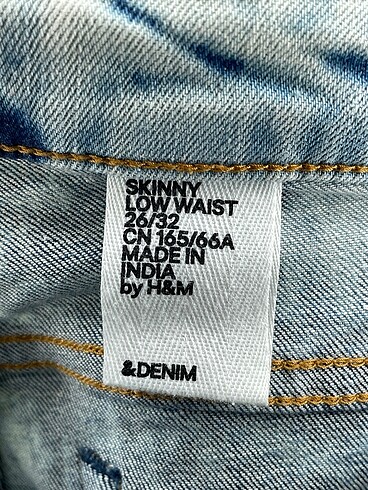 SKINNY
LOW WAIST
26/32
CN 165/66A
MADE IN
INDIA
by H&M
&DENIM